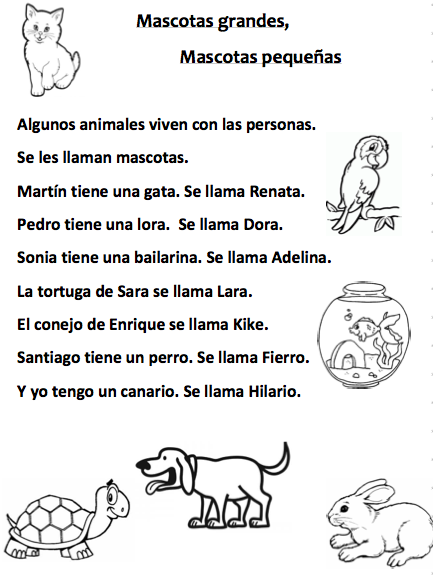 Mascotas grandes,
Mascotas pequeñas
Algunos animales viven con las personas.
Se les llaman mascotas.
Martín tiene una gata. Se llama Renata.
Pedro tiene una lora.  Se llama Dora.
Sonia tiene una bailarina. Se llama Adelina.
La tortuga de Sara se llama Lara.
El conejo de Enrique se llama Kike.
Santiago tiene un perro. Se llama Fierro.
Y yo tengo un canario. Se llama Hilario.